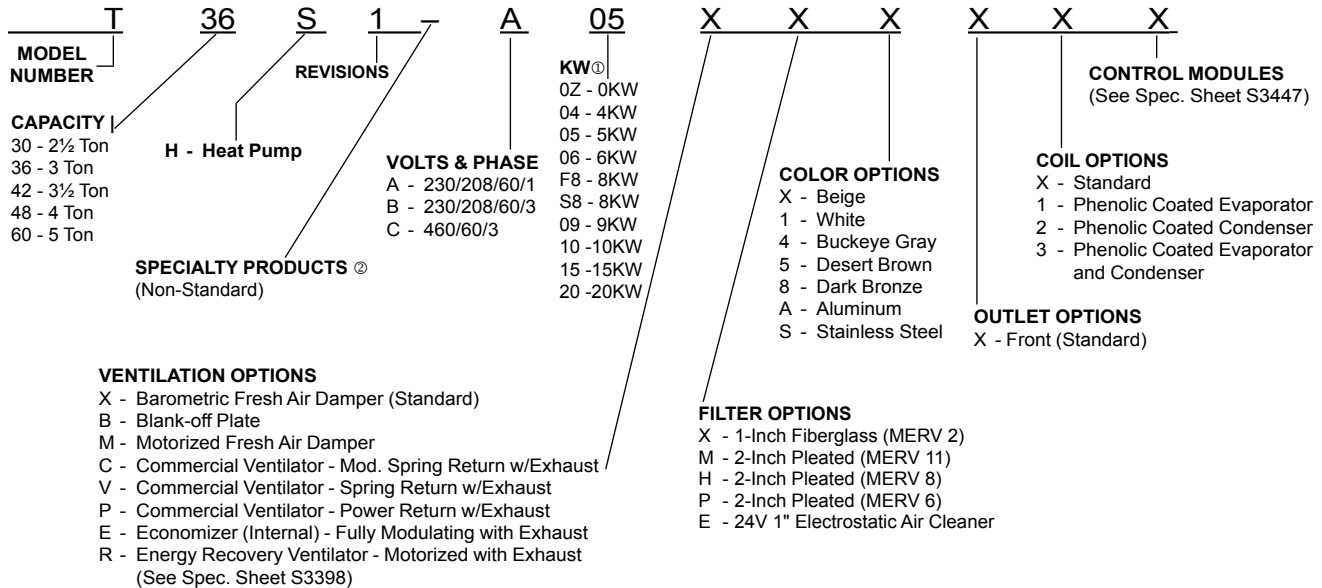 T 36 S 1 – A 05 X X X X X X
MODEL
NUMBER
CAPACITY
30 - 2½ Ton
36 - 3 Ton
42 - 3½ Ton
48 - 4 Ton
60 - 5 Ton
H - Heat Pump
REVISIONS
SPECIALTY PRODUCTS ②
(Non-Standard)
VOLTS & PHASE
A - 230/208/60/1
B - 230/208/60/3
C - 460/60/3
KW①
0Z - 0KW
04 - 4KW
05 - 5KW
06 - 6KW
F8 - 8KW
S8 - 8KW
09 - 9KW
10 -10KW
15 -15KW
20 -20KW
VENTILATION OPTIONS
X - Barometric Fresh Air Damper (Standard)
B - Blank-off Plate
M - Motorized Fresh Air Damper
C - Commercial Ventilator - Mod. Spring Return w/Exhaust
V - Commercial Ventilator - Spring Return w/Exhaust
P - Commercial Ventilator - Power Return w/Exhaust
E - Economizer (Internal) - Fully Modulating with Exhaust
R - Energy Recovery Ventilator - Motorized with Exhaust
(See Spec. Sheet S3398)
FILTER OPTIONS
X - 1-Inch Fiberglass (MERV 2)
M - 2-Inch Pleated (MERV 11)
H - 2-Inch Pleated (MERV 8)
P - 2-Inch Pleated (MERV 6)
E - 24V 1" Electrostatic Air Cleaner
COLOR OPTIONS
X - Beige
1 - White
4 - Buckeye Gray
5 - Desert Brown
8 - Dark Bronze
A - Aluminum
S - Stainless Steel
OUTLET OPTIONS
X - Front (Standard)
COIL OPTIONS
X - Standard
1 - Phenolic Coated Evaporator
2 - Phenolic Coated Condenser
3 - Phenolic Coated Evaporator
and Condenser
CONTROL MODULES
(See Spec. Sheet S3447)